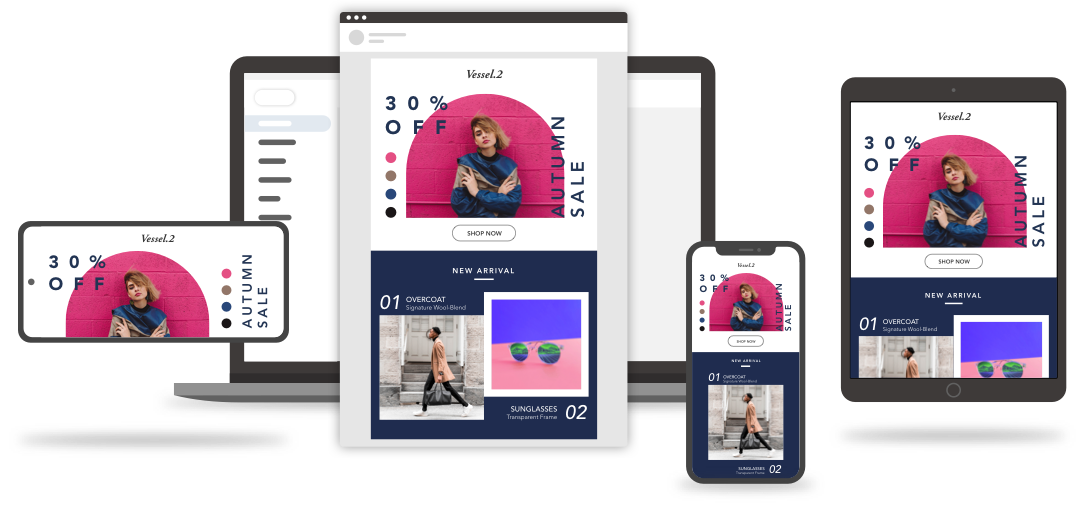 Vessel.2
30%
OFF
AUTUMN
SALE
SHOP NOW
NEW ARRIVAL
01 OVERCOAT
Signature Wool-Blend
SUNGLASSES 02
Transparent Frame
Vessel.2
30%
OFF
AUTUMN
SALE
Vessel.2
30%
OFF
AUTUMN
SALE
SHOP NOW
NEW ARRIVAL
01 OVERCOAT
Signature Wool-Blend
SUNGLASSES 02
Transparent Frame
Vessel.2
30%
OFF
AUTUMN
SALE
SHOP NOW
NEW ARRIVAL
01 OVERCOAT
Signature Wool-Blend